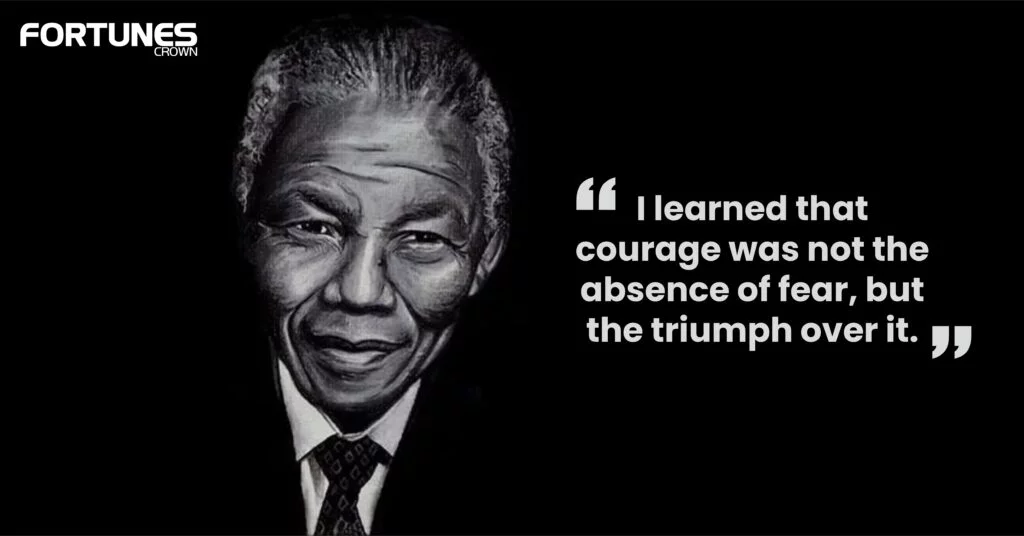 FORTUNES
CROWN
“ I learned that
courage was not the
absence of fear, but
the triumph over it. ”